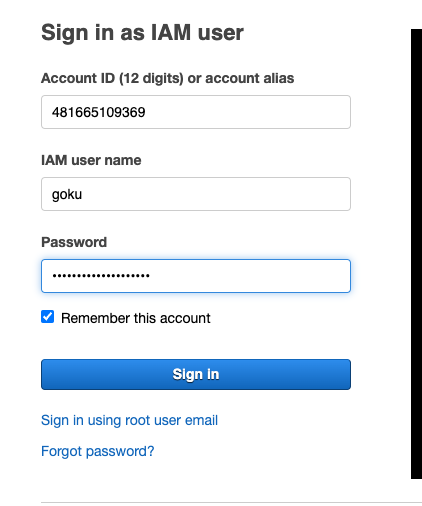 Sign in as IAM user
Account ID (12 digits) or account alias
481665109369
IAM user name
goku
Password
••••••••••••••••••••
Remember this account
Sign in
Sign in using root user email
Forgot password?